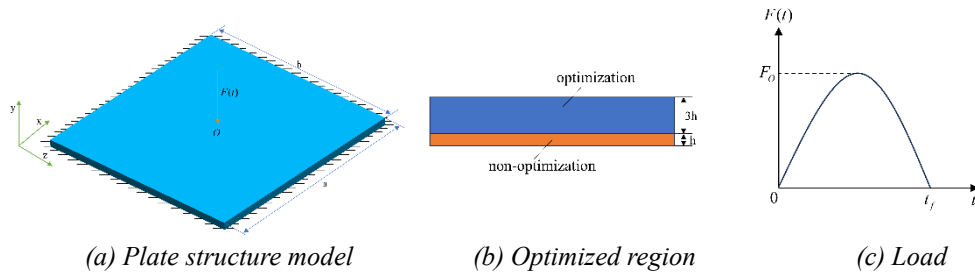 b
F(t)
O
y
x
z
a
(a) Plate structure model
optimization
3h
h
non-optimization
(b) Optimized region
F(t)
F_O
0
t_f
t
(c) Load